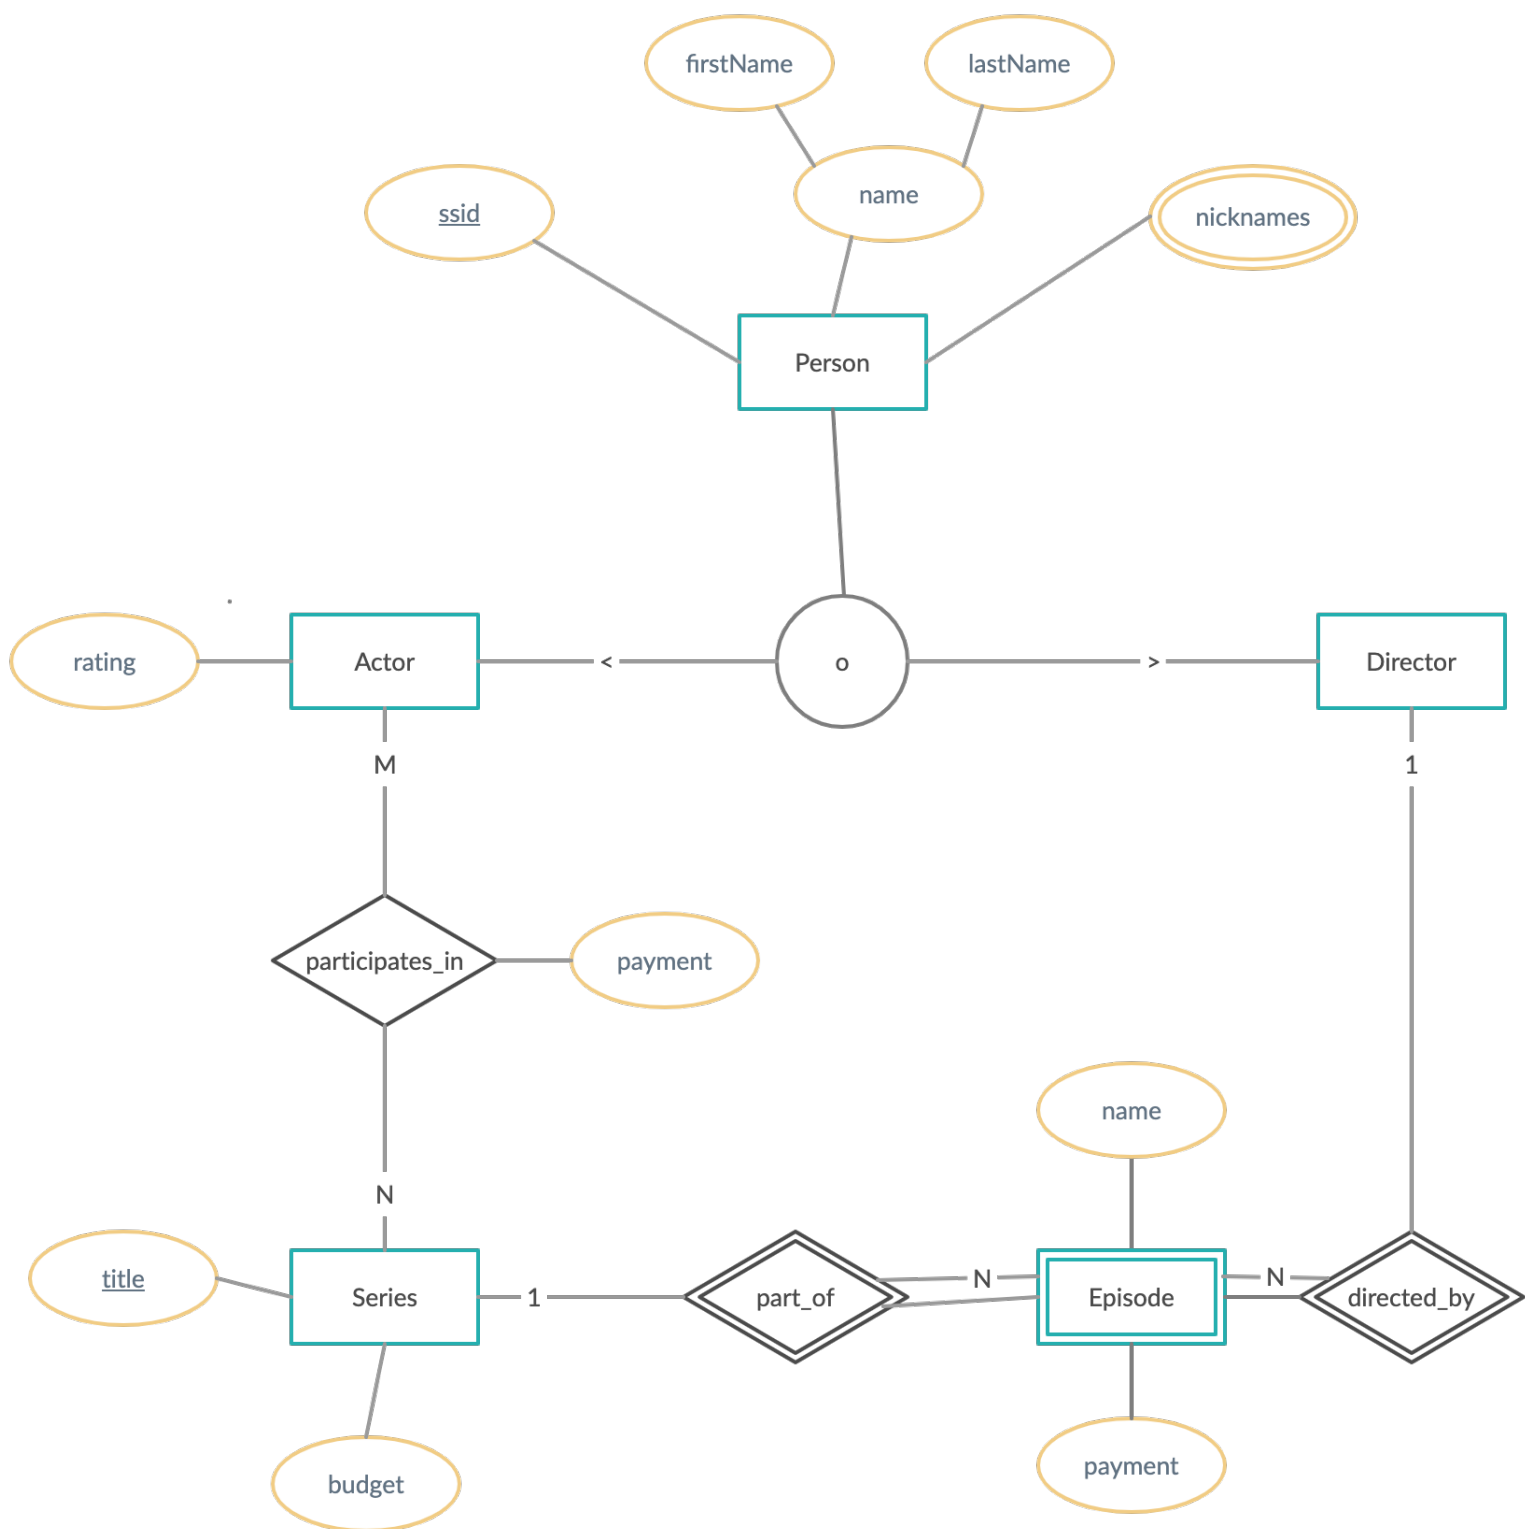 firstName
lastName
name
ssid
nicknames
Person
rating
Actor
<
o
>
Director
M
1
participates_in
payment
name
N
title
Series
1
part_of
N
Episode
N
directed_by
payment
budget